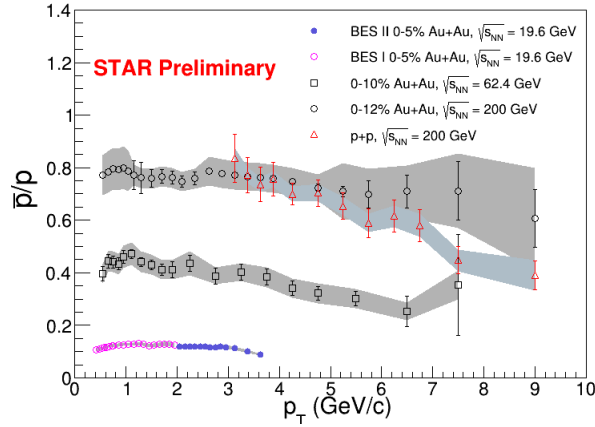 1.4
1.2
1
0.8
0.6
0.4
0.2
0
p̅/p
STAR Preliminary
BES II 0-5% Au+Au, √sNN = 19.6 GeV
BES I 0-5% Au+Au, √sNN = 19.6 GeV
0-10% Au+Au, √sNN = 62.4 GeV
0-12% Au+Au, √sNN = 200 GeV
p+p, √sNN = 200 GeV
0 1 2 3 4 5 6 7 8 9 10
pT (GeV/c)